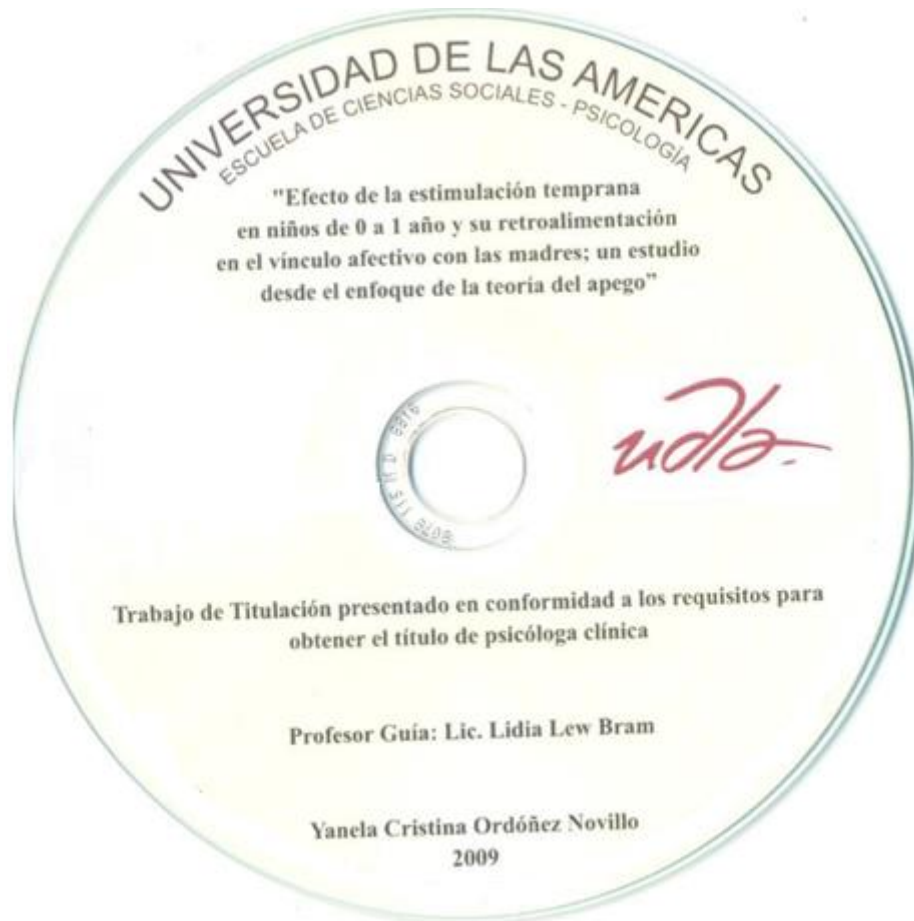 UNIVERSIDAD DE LAS AMERICAS
ESCUELA DE CIENCIAS SOCIALES - PSICOLOGÍA
"Efecto de la estimulación temprana
en niños de 0 a 1 año y su retroalimentación
en el vínculo afectivo con las madres; un estudio
desde el enfoque de la teoría del apego”
udla-
Trabajo de Titulación presentado en conformidad a los requisitos para
obtener el título de psicóloga clínica
Profesor Guía: Lic. Lidia Lew Bram
Yanela Cristina Ordóñez Novillo
2009